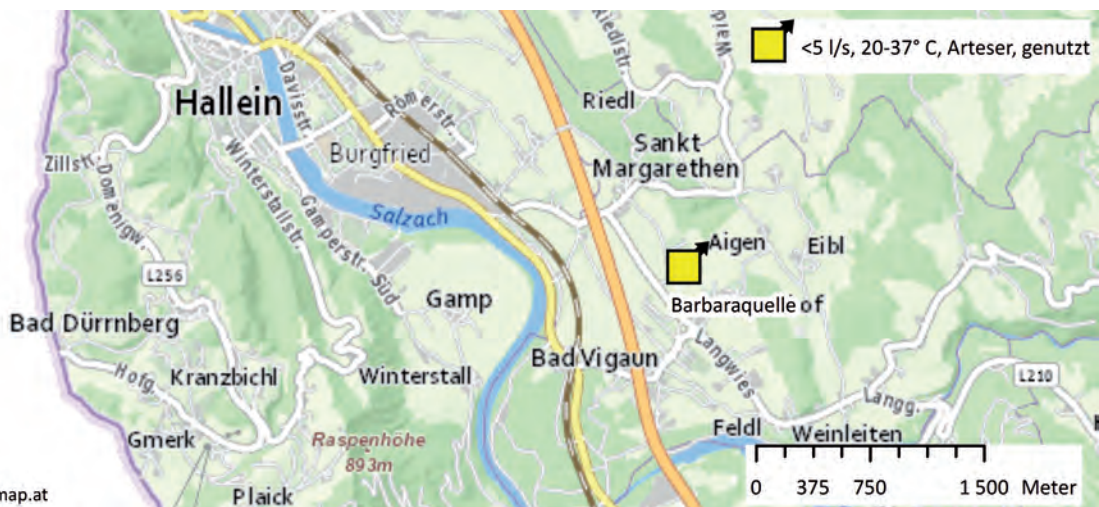 <5 l/s, 20-37° C, Arteser, genutzt
Riedlstr.
Riedl
Hallein
Davisstr.
Römerstr.
Sankt
Margarethen
Burgfried
Zillstr.
Domenigw.
Winterstallstr.
Gamperstr. Süd
Salzach
Aigen
Eibl
L256
Gamp
Barbaraquelle of
Bad Dürrnberg
Bad Vigaun
Langwies
Hofg.
Kranzbichl
Winterstall
L210
Langg.
Gmerk
Raspenhöhe
893m
Feldl
Weinleiten
Plaick
map.at
0 375 750 1 500 Meter